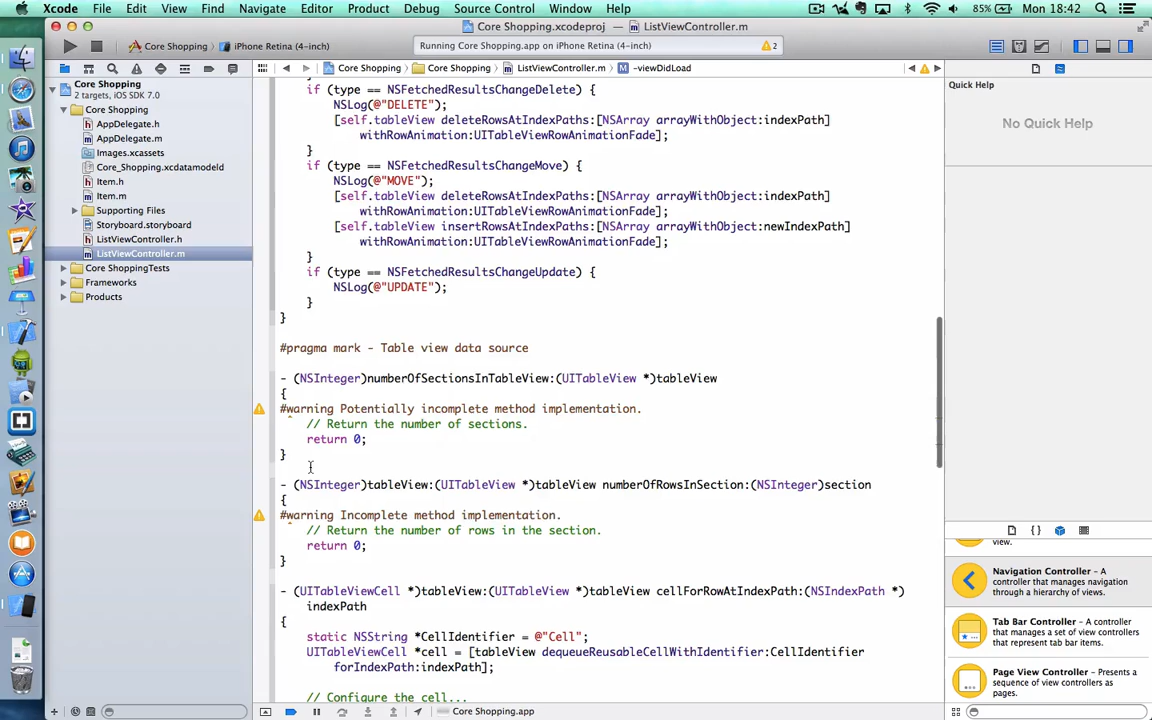 Xcode File Edit View Find Navigate Editor Product Debug Source Control Window Help 85% Mon 18:42
Core Shopping.xcodeproj — ListViewController.m
Core Shopping iPhone Retina (4-inch) Running Core Shopping.app on iPhone Retina (4-inch) 2
Core Shopping Core Shopping ListViewController.m M -viewDidLoad
Core Shopping
2 targets, iOS SDK 7.0
Core Shopping
AppDelegate.h
AppDelegate.m
Images.xcassets
Core_Shopping.xcdatamodeld
Item.h
Item.m
Supporting Files
Storyboard.storyboard
ListViewController.h
ListViewController.m
Core ShoppingTests
Frameworks
Products
if (type == NSFetchedResultsChangeDelete) {
NSLog(@"DELETE");
[self.tableView deleteRowsAtIndexPaths:[NSArray arrayWithObject:indexPath]
withRowAnimation:UITableViewRowAnimationFade];
}
if (type == NSFetchedResultsChangeMove) {
NSLog(@"MOVE");
[self.tableView deleteRowsAtIndexPaths:[NSArray arrayWithObject:indexPath]
withRowAnimation:UITableViewRowAnimationFade];
[self.tableView insertRowsAtIndexPaths:[NSArray arrayWithObject:newIndexPath]
withRowAnimation:UITableViewRowAnimationFade];
}
if (type == NSFetchedResultsChangeUpdate) {
NSLog(@"UPDATE");
}
}
#pragma mark - Table view data source
- (NSInteger)numberOfSectionsInTableView:(UITableView *)tableView
{
#warning Potentially incomplete method implementation.
// Return the number of sections.
return 0;
}
- (NSInteger)tableView:(UITableView *)tableView numberOfRowsInSection:(NSInteger)section
{
#warning Incomplete method implementation.
// Return the number of rows in the section.
return 0;
}
- (UITableViewCell *)tableView:(UITableView *)tableView cellForRowAtIndexPath:(NSIndexPath *)
indexPath
{
static NSString *CellIdentifier = @"Cell";
UITableViewCell *cell = [tableView dequeueReusableCellWithIdentifier:CellIdentifier
forIndexPath:indexPath];
// Configure the cell...
Core Shopping.app
Quick Help
No Quick Help
{ }
view.
Navigation Controller – A
controller that manages navigation
through a hierarchy of views.
Tab Bar Controller – A
controller that manages a set of view controllers
that represent tab bar items.
Page View Controller – Presents a
sequence of view controllers as
pages.